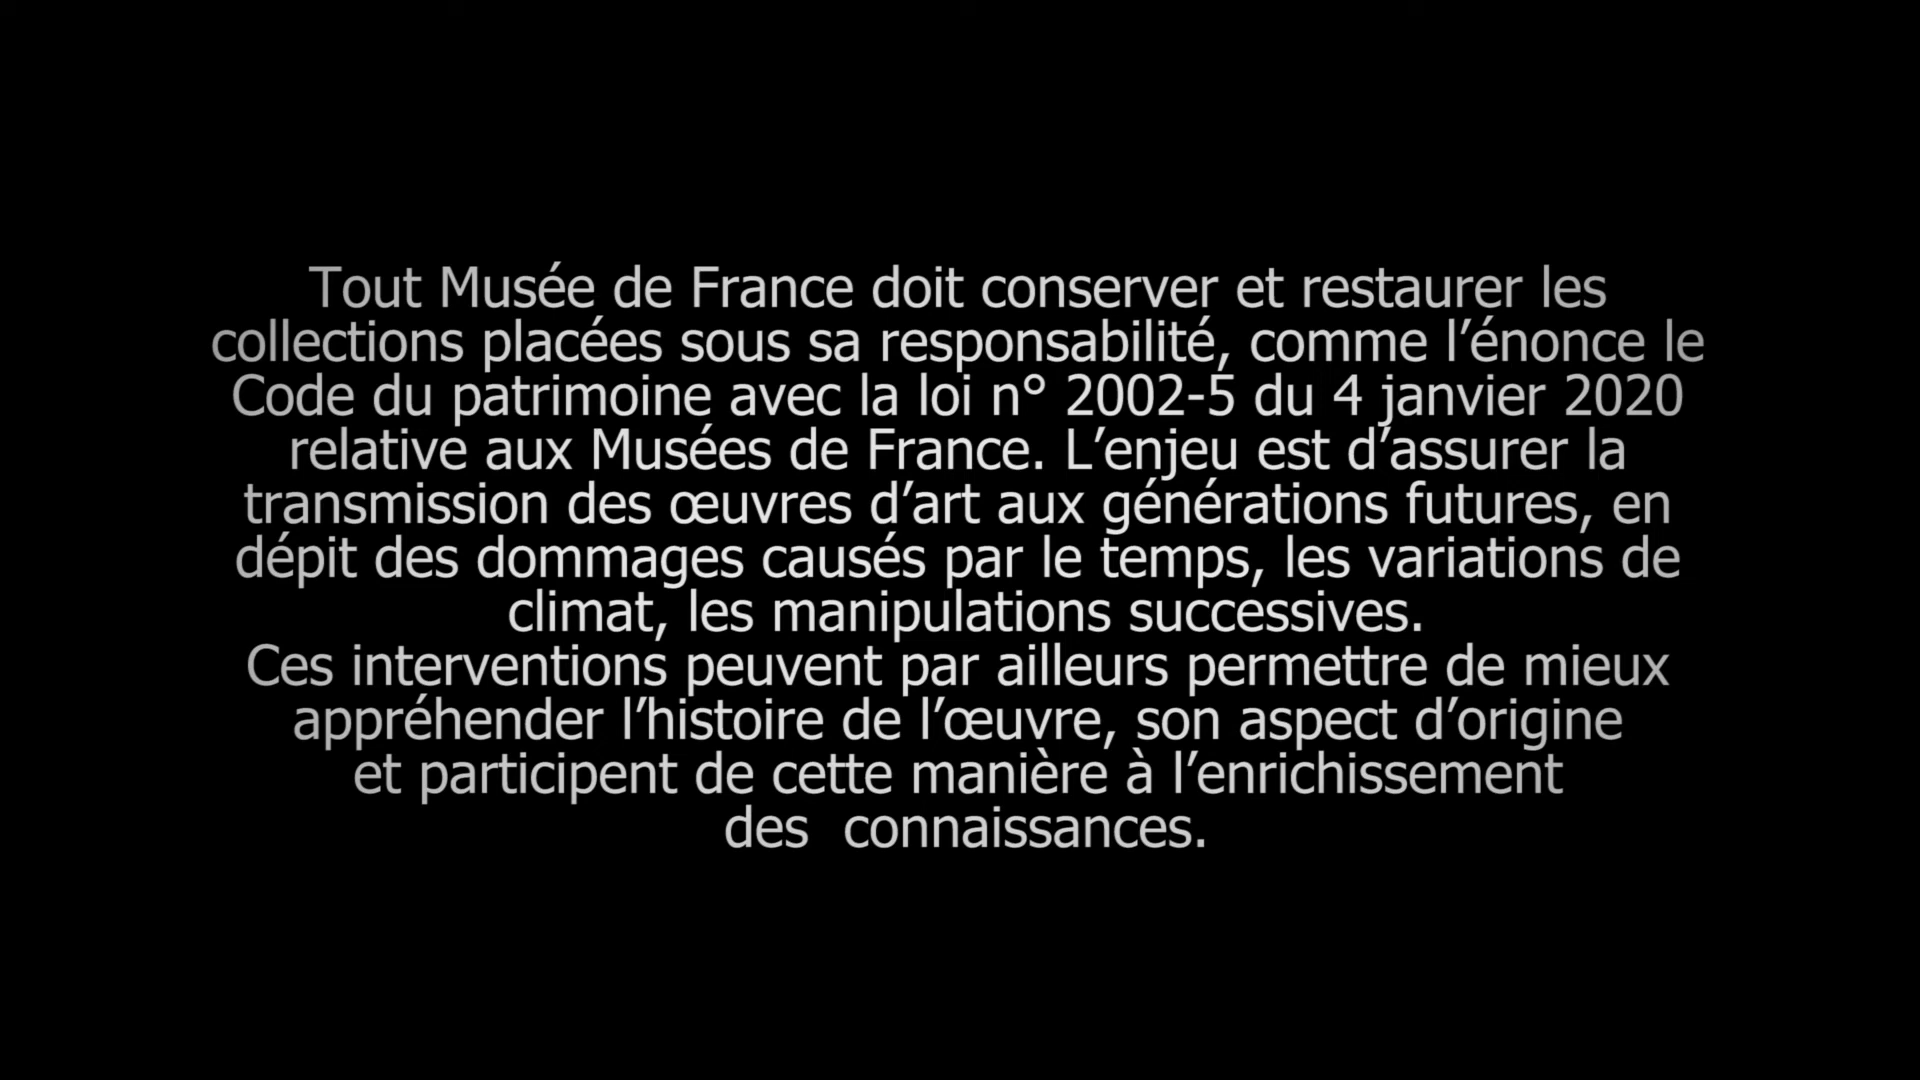 Tout Musée de France doit conserver et restaurer les
collections placées sous sa responsabilité, comme l’énonce le
Code du patrimoine avec la loi n° 2002-5 du 4 janvier 2020
relative aux Musées de France. L’enjeu est d’assurer la
transmission des œuvres d’art aux générations futures, en
dépit des dommages causés par le temps, les variations de
climat, les manipulations successives.
Ces interventions peuvent par ailleurs permettre de mieux
appréhender l’histoire de l’œuvre, son aspect d’origine
et participent de cette manière à l’enrichissement
des  connaissances.